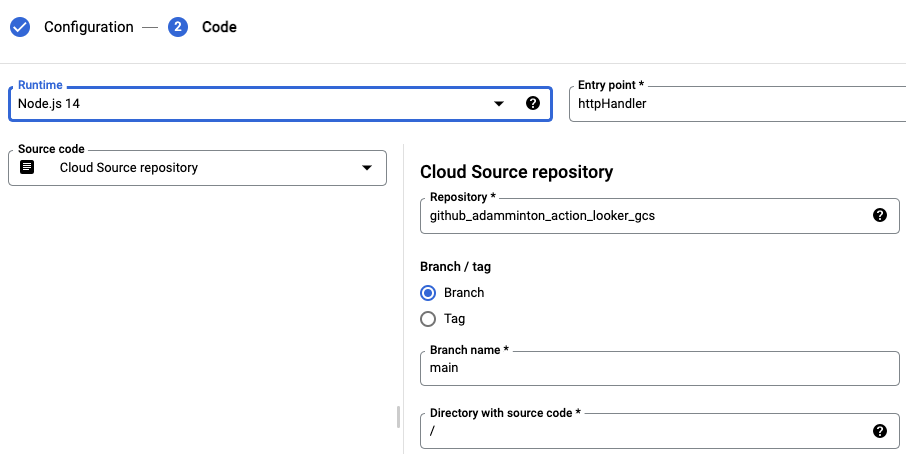 Configuration — 2 Code
Runtime
Node.js 14
Entry point *
httpHandler
Source code
Cloud Source repository
Cloud Source repository
Repository *
github_adamminton_action_looker_gcs
Branch / tag
Branch
Tag
Branch name *
main
Directory with source code *
/